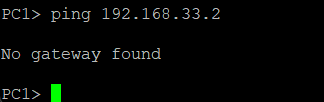 PC1> ping 192.168.33.2
No gateway found
PC1>